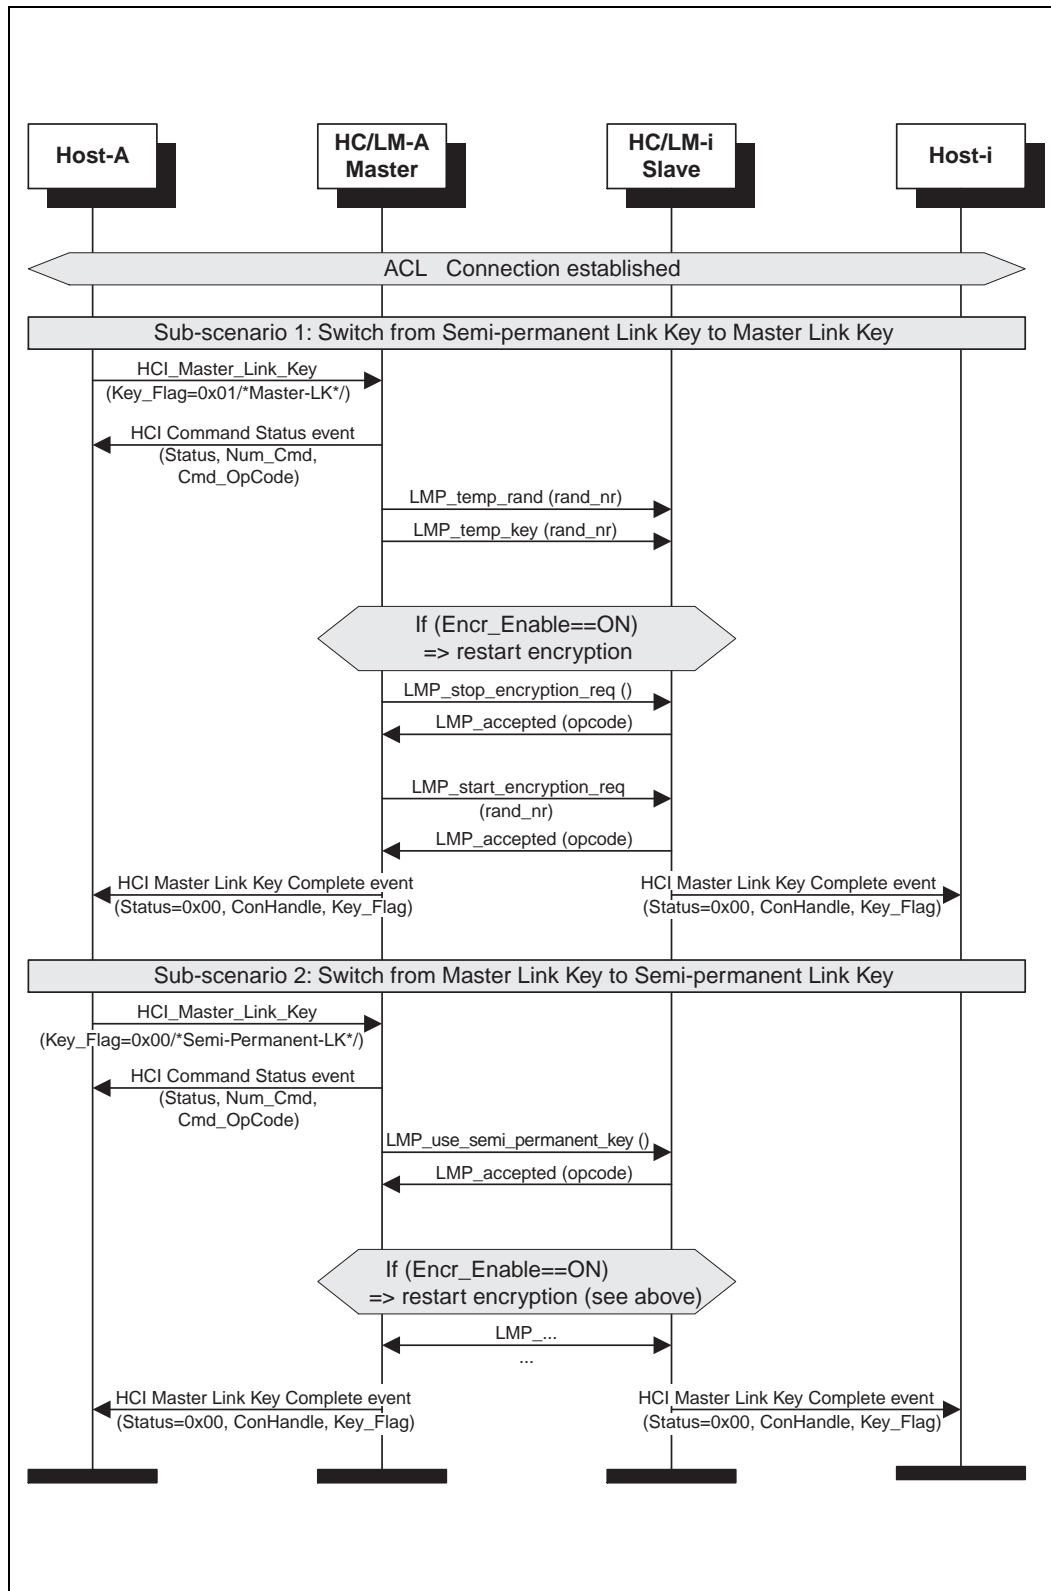 Host-A
HC/LM-A
Master
HC/LM-i
Slave
Host-i
ACL   Connection established
Sub-scenario 1: Switch from Semi-permanent Link Key to Master Link Key
HCI_Master_Link_Key
(Key_Flag=0x01/*Master-LK*/)
HCI Command Status event
(Status, Num_Cmd,
Cmd_OpCode)
LMP_temp_rand (rand_nr)
LMP_temp_key (rand_nr)
If (Encr_Enable==ON)
=> restart encryption
LMP_stop_encryption_req ()
LMP_accepted (opcode)
LMP_start_encryption_req
(rand_nr)
LMP_accepted (opcode)
HCI Master Link Key Complete event
(Status=0x00, ConHandle, Key_Flag)
HCI Master Link Key Complete event
(Status=0x00, ConHandle, Key_Flag)
Sub-scenario 2: Switch from Master Link Key to Semi-permanent Link Key
HCI_Master_Link_Key
(Key_Flag=0x00/*Semi-Permanent-LK*/)
HCI Command Status event
(Status, Num_Cmd,
Cmd_OpCode)
LMP_use_semi_permanent_key ()
LMP_accepted (opcode)
If (Encr_Enable==ON)
=> restart encryption (see above)
LMP_...
...
HCI Master Link Key Complete event
(Status=0x00, ConHandle, Key_Flag)
HCI Master Link Key Complete event
(Status=0x00, ConHandle, Key_Flag)